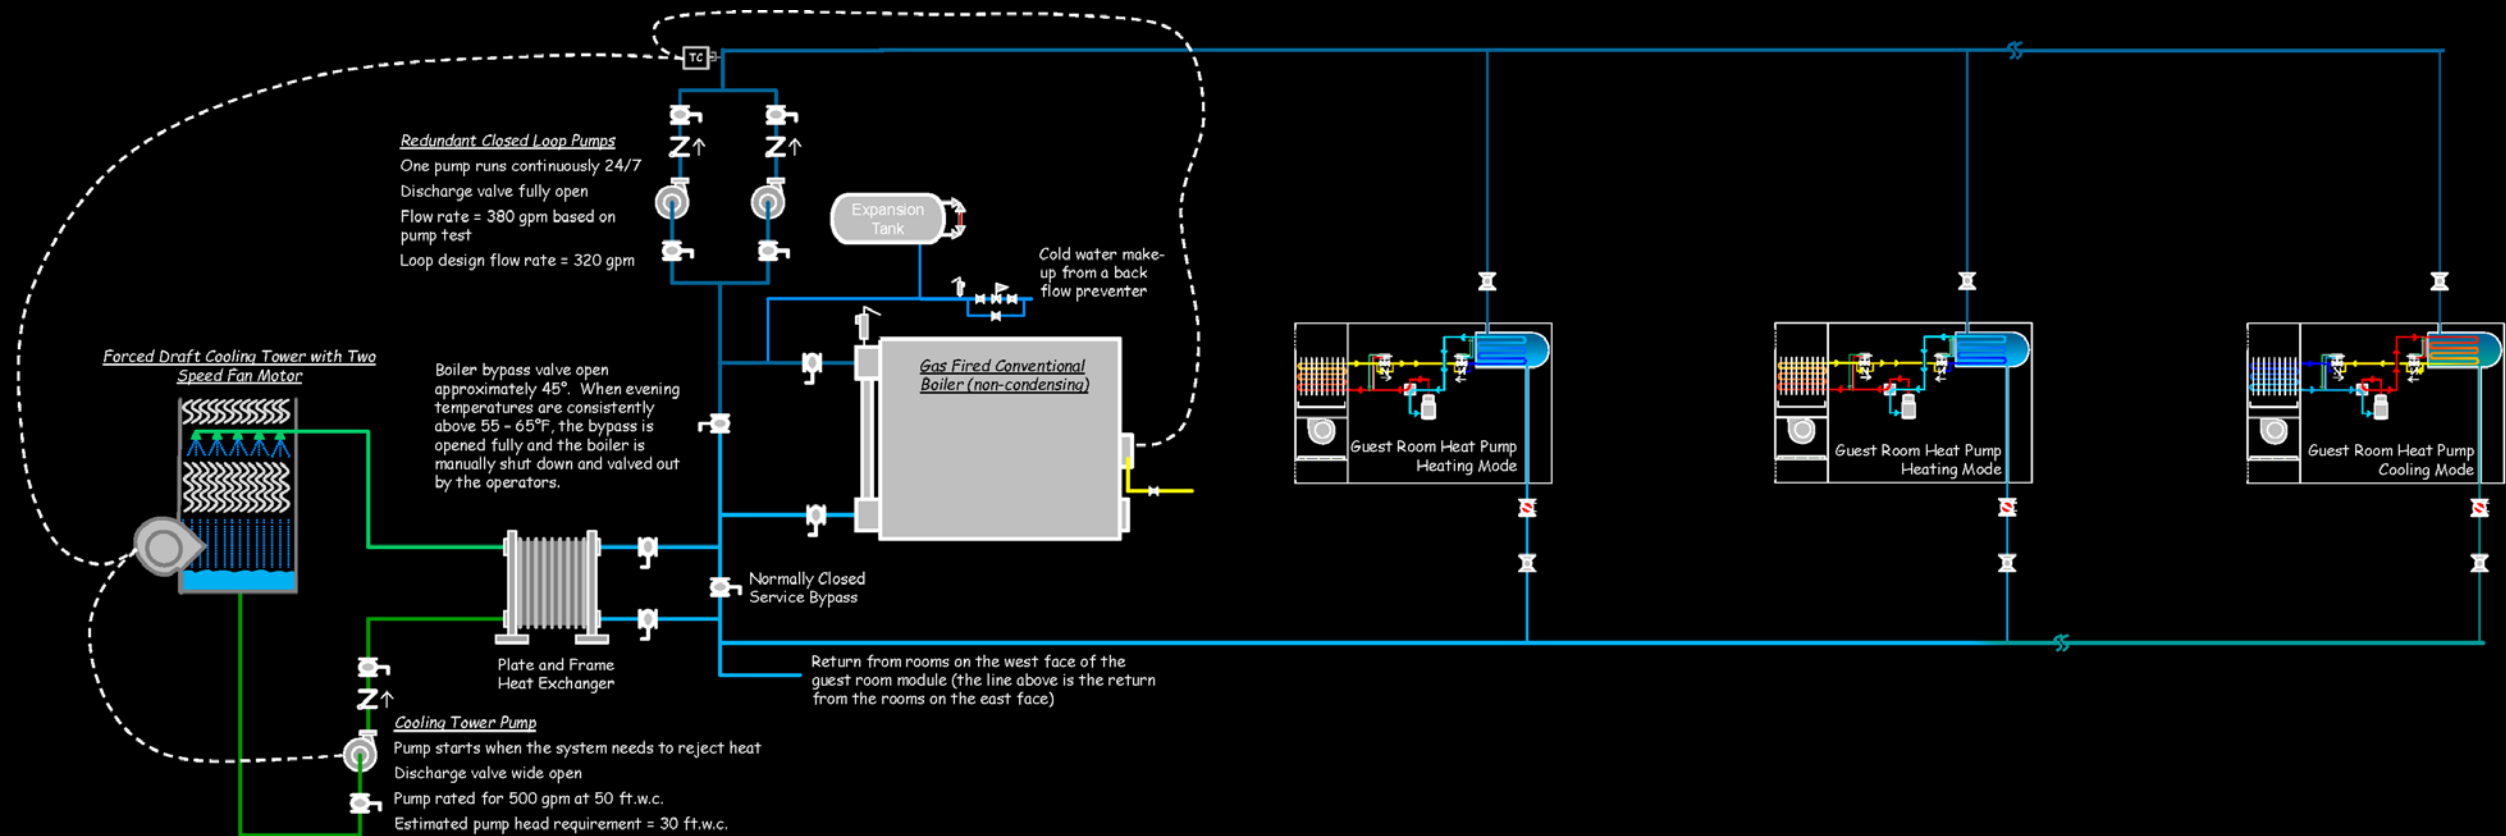 TC
Redundant Closed Loop Pumps
One pump runs continuously 24/7
Discharge valve fully open
Flow rate = 380 gpm based on
pump test
Loop design flow rate = 320 gpm
Expansion
Tank
Cold water make-
up from a back
flow preventer
Forced Draft Cooling Tower with Two
Speed Fan Motor
Boiler bypass valve open
approximately 45°. When evening
temperatures are consistently
above 55 – 65°F, the bypass is
opened fully and the boiler is
manually shut down and valved out
by the operators.
Gas Fired Conventional
Boiler (non-condensing)
Guest Room Heat Pump
Heating Mode
Guest Room Heat Pump
Heating Mode
Guest Room Heat Pump
Cooling Mode
Normally Closed
Service Bypass
Plate and Frame
Heat Exchanger
Return from rooms on the west face of the
guest room module (the line above is the return
from the rooms on the east face)
Cooling Tower Pump
Pump starts when the system needs to reject heat
Discharge valve wide open
Pump rated for 500 gpm at 50 ft.w.c.
Estimated pump head requirement = 30 ft.w.c.